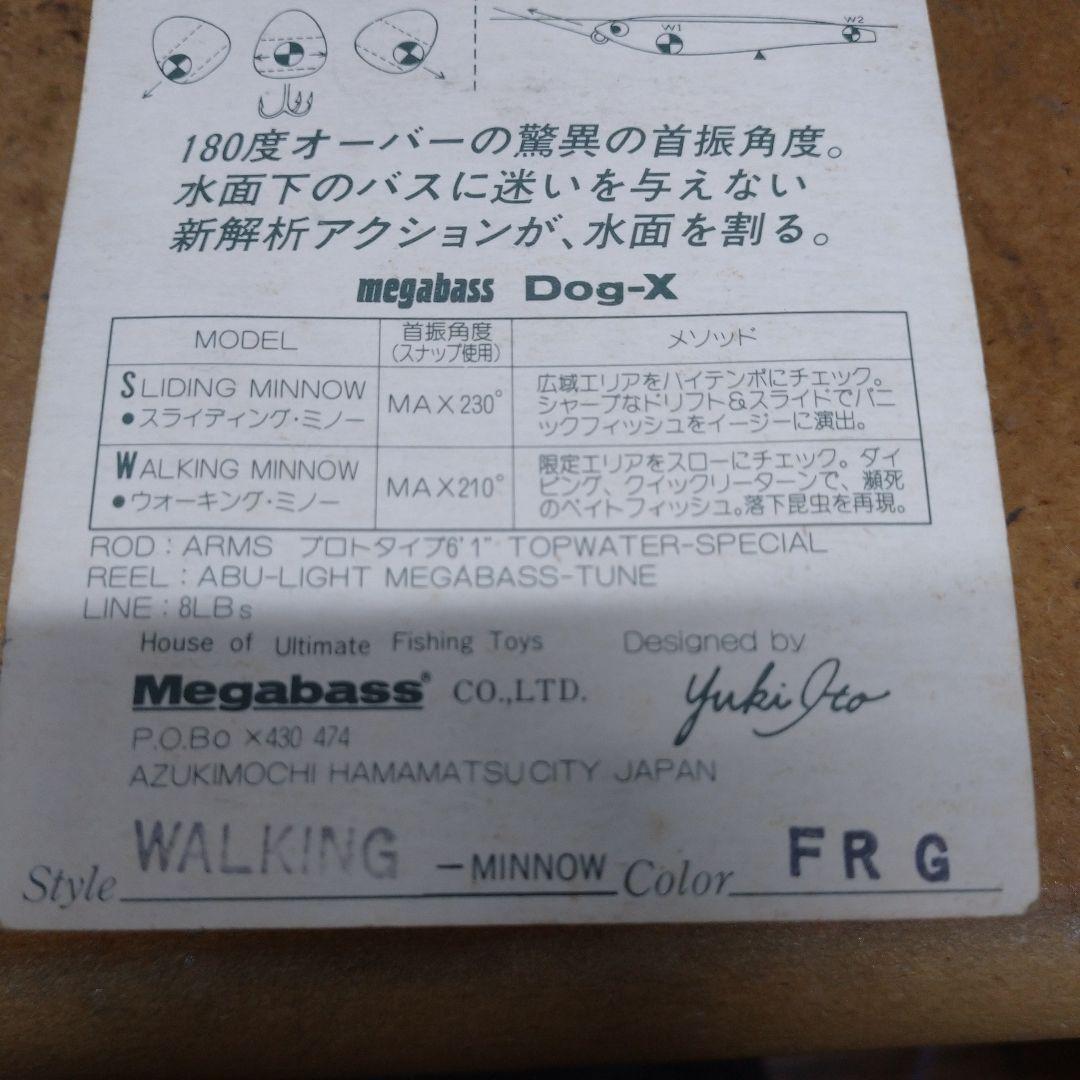 W1 W2
180度オーバーの驚異の首振角度。
水面下のバスに迷いを与えない
新解析アクションが、水面を割る。
megabass Dog-X
MODEL 首振角度 (スナップ使用) メソッド
SLIDING MINNOW
•スライディング・ミノー
MAX230°
広域エリアをハイテンポにチェック。
シャープなドリフト&スライドでパニ
ックフィッシュをイージーに演出。
WALKING MINNOW
•ウォーキング・ミノー
MAX210°
限定エリアをスローにチェック。ダイ
ビング、クイックリーターンで、瀕死
のベイトフィッシュ。落下昆虫を再現。
ROD : ARMS プロトタイプ6'1" TOPWATER-SPECIAL
REEL : ABU-LIGHT MEGABASS-TUNE
LINE : 8LBs
House of Ultimate Fishing Toys
Designed by
Megabass® CO.,LTD.
Yuki Ito
P.O.Bo ×430 474
AZUKIMOCHI HAMAMATSUCITY JAPAN
Style WALKING -MINNOW Color FRG